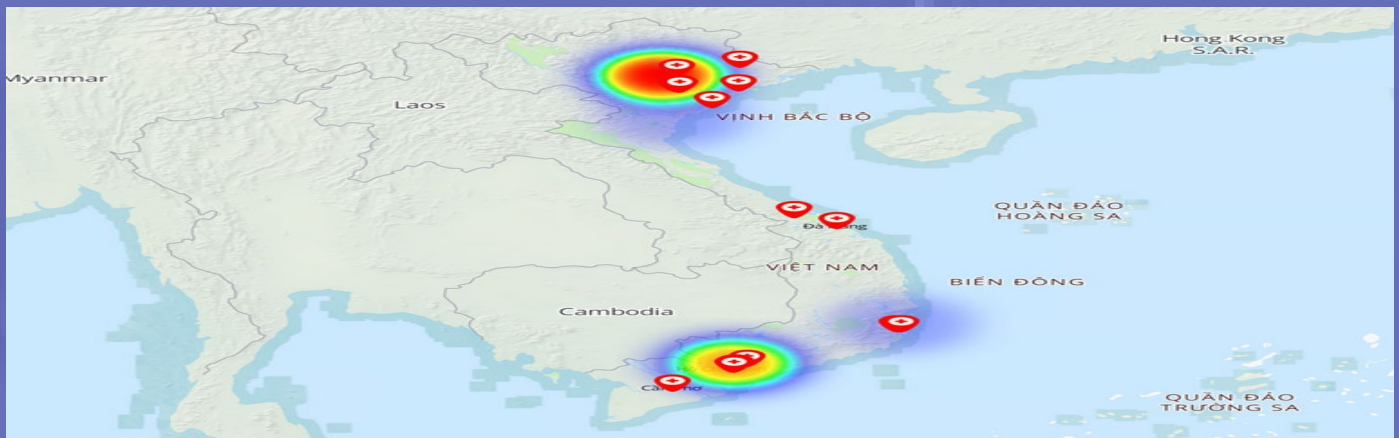 Hong Kong
S.A.R.
Myanmar
Laos
VỊNH BẮC BỘ
QUẦN ĐẢO
HOÀNG SA
VIỆT NAM
BIỂN ĐÔNG
Cambodia
QUẦN ĐẢO
TRƯỜNG SA